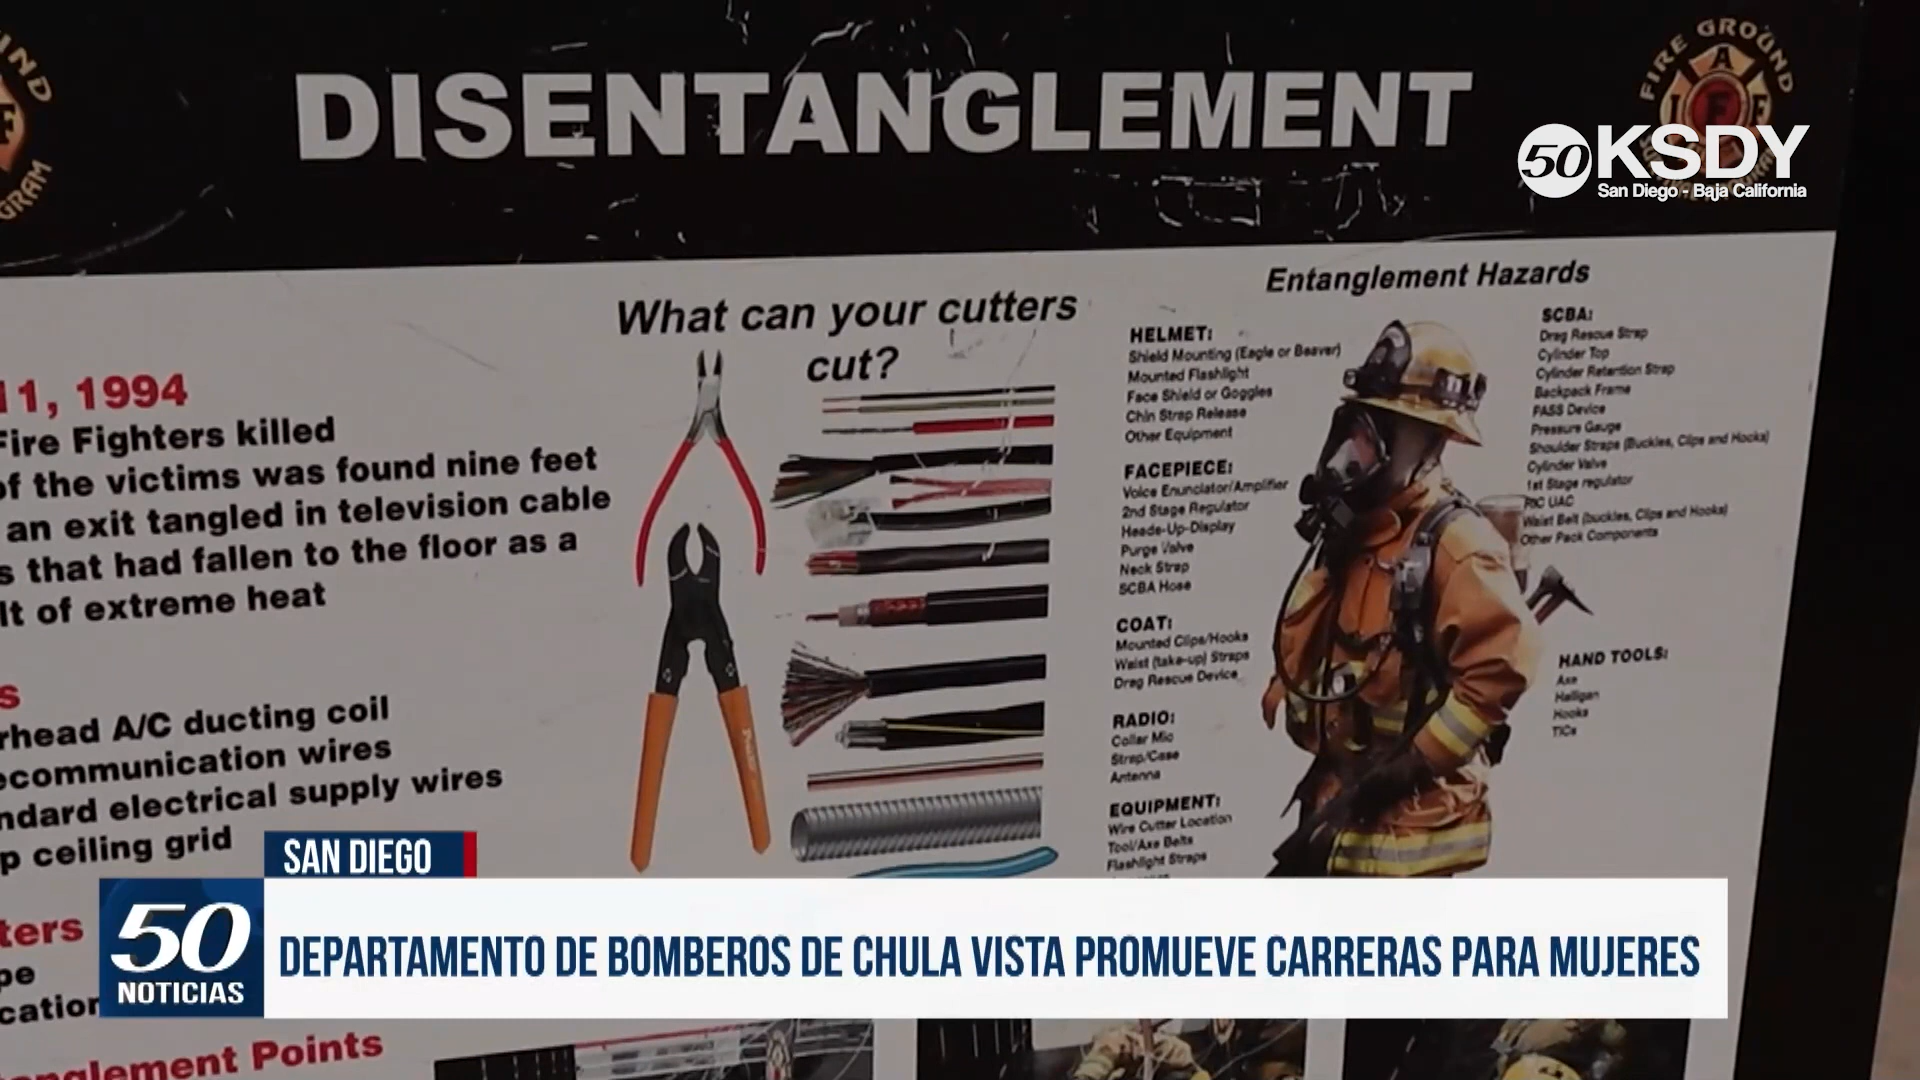 DISENTANGLEMENT
FIRE GROUND
50 KSDY
San Diego - Baja California
11, 1994
Fire Fighters killed
of the victims was found nine feet
an exit tangled in television cable
s that had fallen to the floor as a
lt of extreme heat
s
rhead A/C ducting coil
ecommunication wires
ndard electrical supply wires
p ceiling grid
ters
pe
cation
anglement Points
What can your cutters
cut?
Entanglement Hazards
HELMET:
Shield Mounting (Eagle or Beaver)
Mounted Flashlight
Face Shield or Goggles
Chin Strap Release
Other Equipment
FACEPIECE:
Voice Enunciator/Amplifier
2nd Stage Regulator
Heads-Up-Display
Purge Valve
Neck Strap
SCBA Hose
COAT:
Mounted Clips/Hooks
Waist (take-up) Straps
Drag Rescue Device
RADIO:
Collar Mic
Strap/Case
Antenna
EQUIPMENT:
Wire Cutter Location
Tool/Axe Belts
Flashlight Straps
SCBA:
Drag Rescue Strap
Cylinder Top
Cylinder Retention Strap
Backpack Frame
PASS Device
Pressure Gauge
Shoulder Straps (Buckles, Clips and Hooks)
Cylinder Valve
1st Stage regulator
RIC UAC
Waist Belt (buckles, Clips and Hooks)
Other Pack Components
HAND TOOLS:
Axe
Halligan
Hooks
TICs
SAN DIEGO
50
NOTICIAS
DEPARTAMENTO DE BOMBEROS DE CHULA VISTA PROMUEVE CARRERAS PARA MUJERES